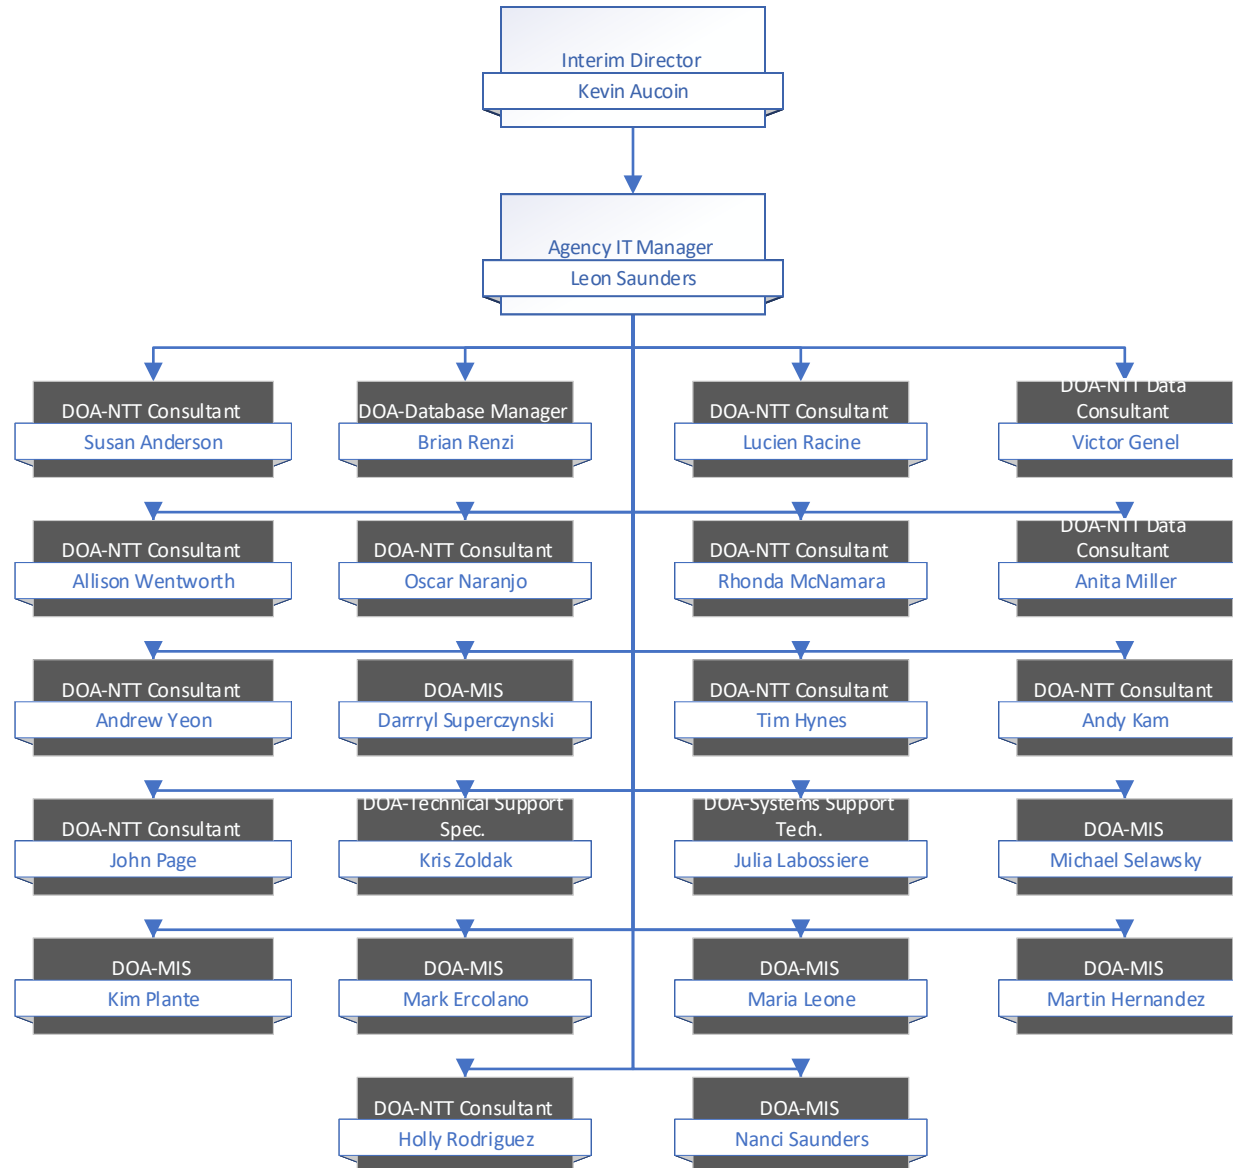 Interim Director
Kevin Aucoin
Agency IT Manager
Leon Saunders
DOA-NTT Consultant
Susan Anderson
DOA-Database Manager
Brian Renzi
DOA-NTT Consultant
Lucien Racine
DOA-NTT Data
Consultant
Victor Genel
DOA-NTT Consultant
Allison Wentworth
DOA-NTT Consultant
Oscar Naranjo
DOA-NTT Consultant
Rhonda McNamara
DOA-NTT Data
Consultant
Anita Miller
DOA-NTT Consultant
Andrew Yeon
DOA-MIS
Darrryl Superczynski
DOA-NTT Consultant
Tim Hynes
DOA-NTT Consultant
Andy Kam
DOA-NTT Consultant
John Page
DOA-Technical Support
Spec.
Kris Zoldak
DOA-Systems Support
Tech.
Julia Labossiere
DOA-MIS
Michael Selawsky
DOA-MIS
Kim Plante
DOA-MIS
Mark Ercolano
DOA-MIS
Maria Leone
DOA-MIS
Martin Hernandez
DOA-NTT Consultant
Holly Rodriguez
DOA-MIS
Nanci Saunders